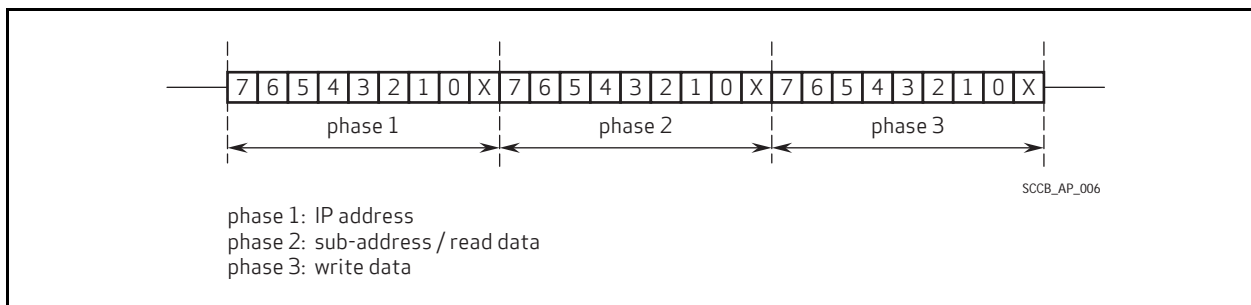 7 6 5 4 3 2 1 0 X 7 6 5 4 3 2 1 0 X 7 6 5 4 3 2 1 0 X
phase 1 phase 2 phase 3
SCCB_AP_006
phase 1: IP address
phase 2: sub-address / read data
phase 3: write data